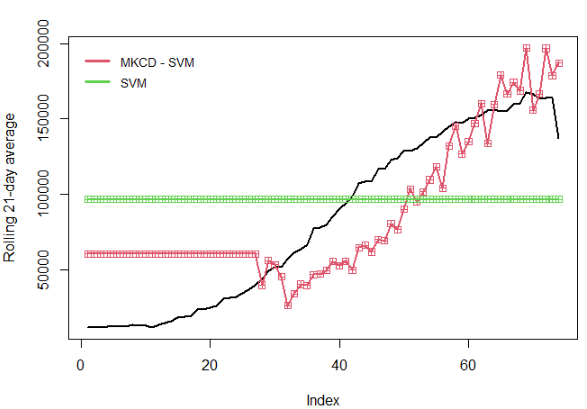 200000
150000
100000
50000
Rolling 21-day average
MKCD - SVM
SVM
0 20 40 60
Index